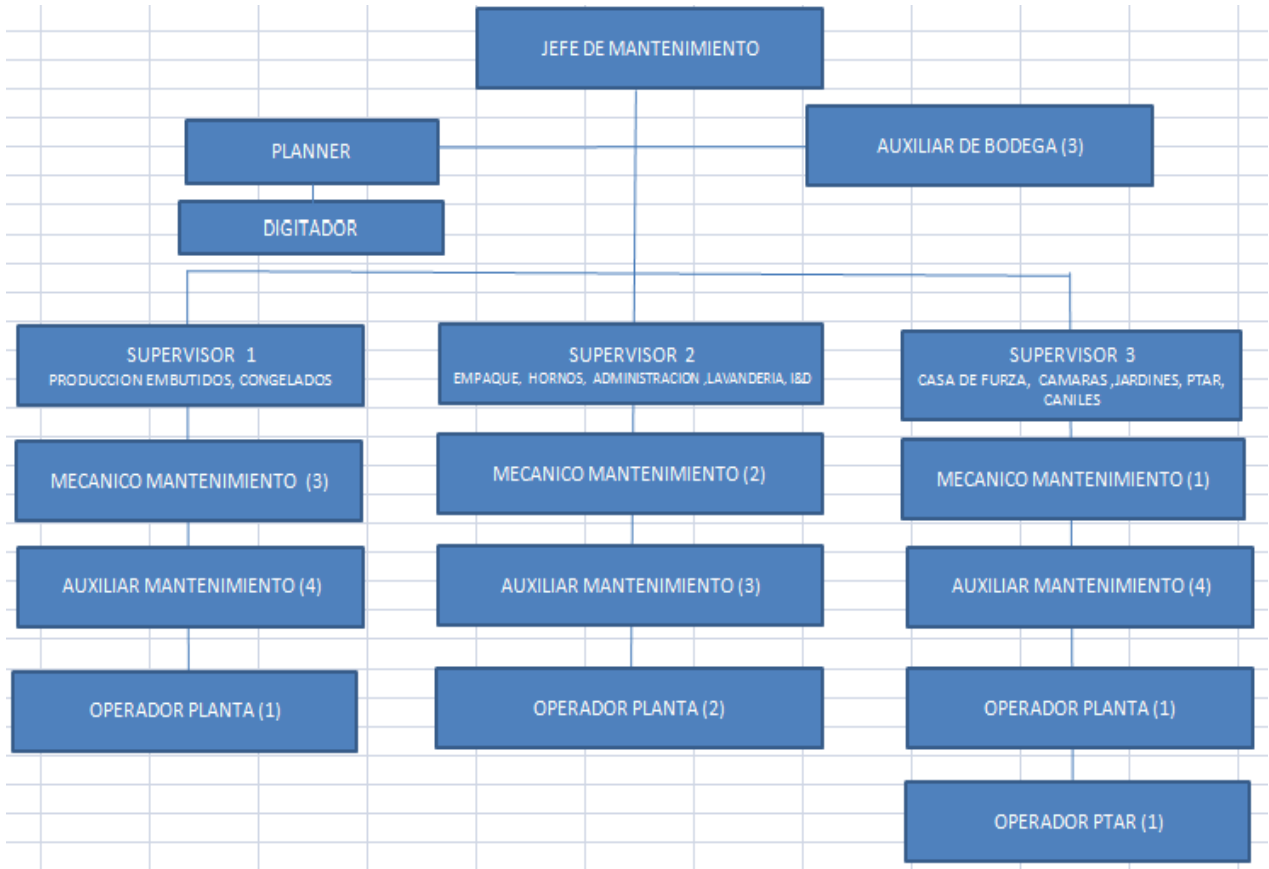 JEFE DE MANTENIMIENTO
PLANNER
AUXILIAR DE BODEGA (3)
DIGITADOR
SUPERVISOR 1
PRODUCCION EMBUTIDOS, CONGELADOS
SUPERVISOR 2
EMPAQUE, HORNOS, ADMINISTRACION ,LAVANDERIA, I&D
SUPERVISOR 3
CASA DE FURZA, CAMARAS ,JARDINES, PTAR,
CANILES
MECANICO MANTENIMIENTO (3)
MECANICO MANTENIMIENTO (2)
MECANICO MANTENIMIENTO (1)
AUXILIAR MANTENIMIENTO (4)
AUXILIAR MANTENIMIENTO (3)
AUXILIAR MANTENIMIENTO (4)
OPERADOR PLANTA (1)
OPERADOR PLANTA (2)
OPERADOR PLANTA (1)
OPERADOR PTAR (1)